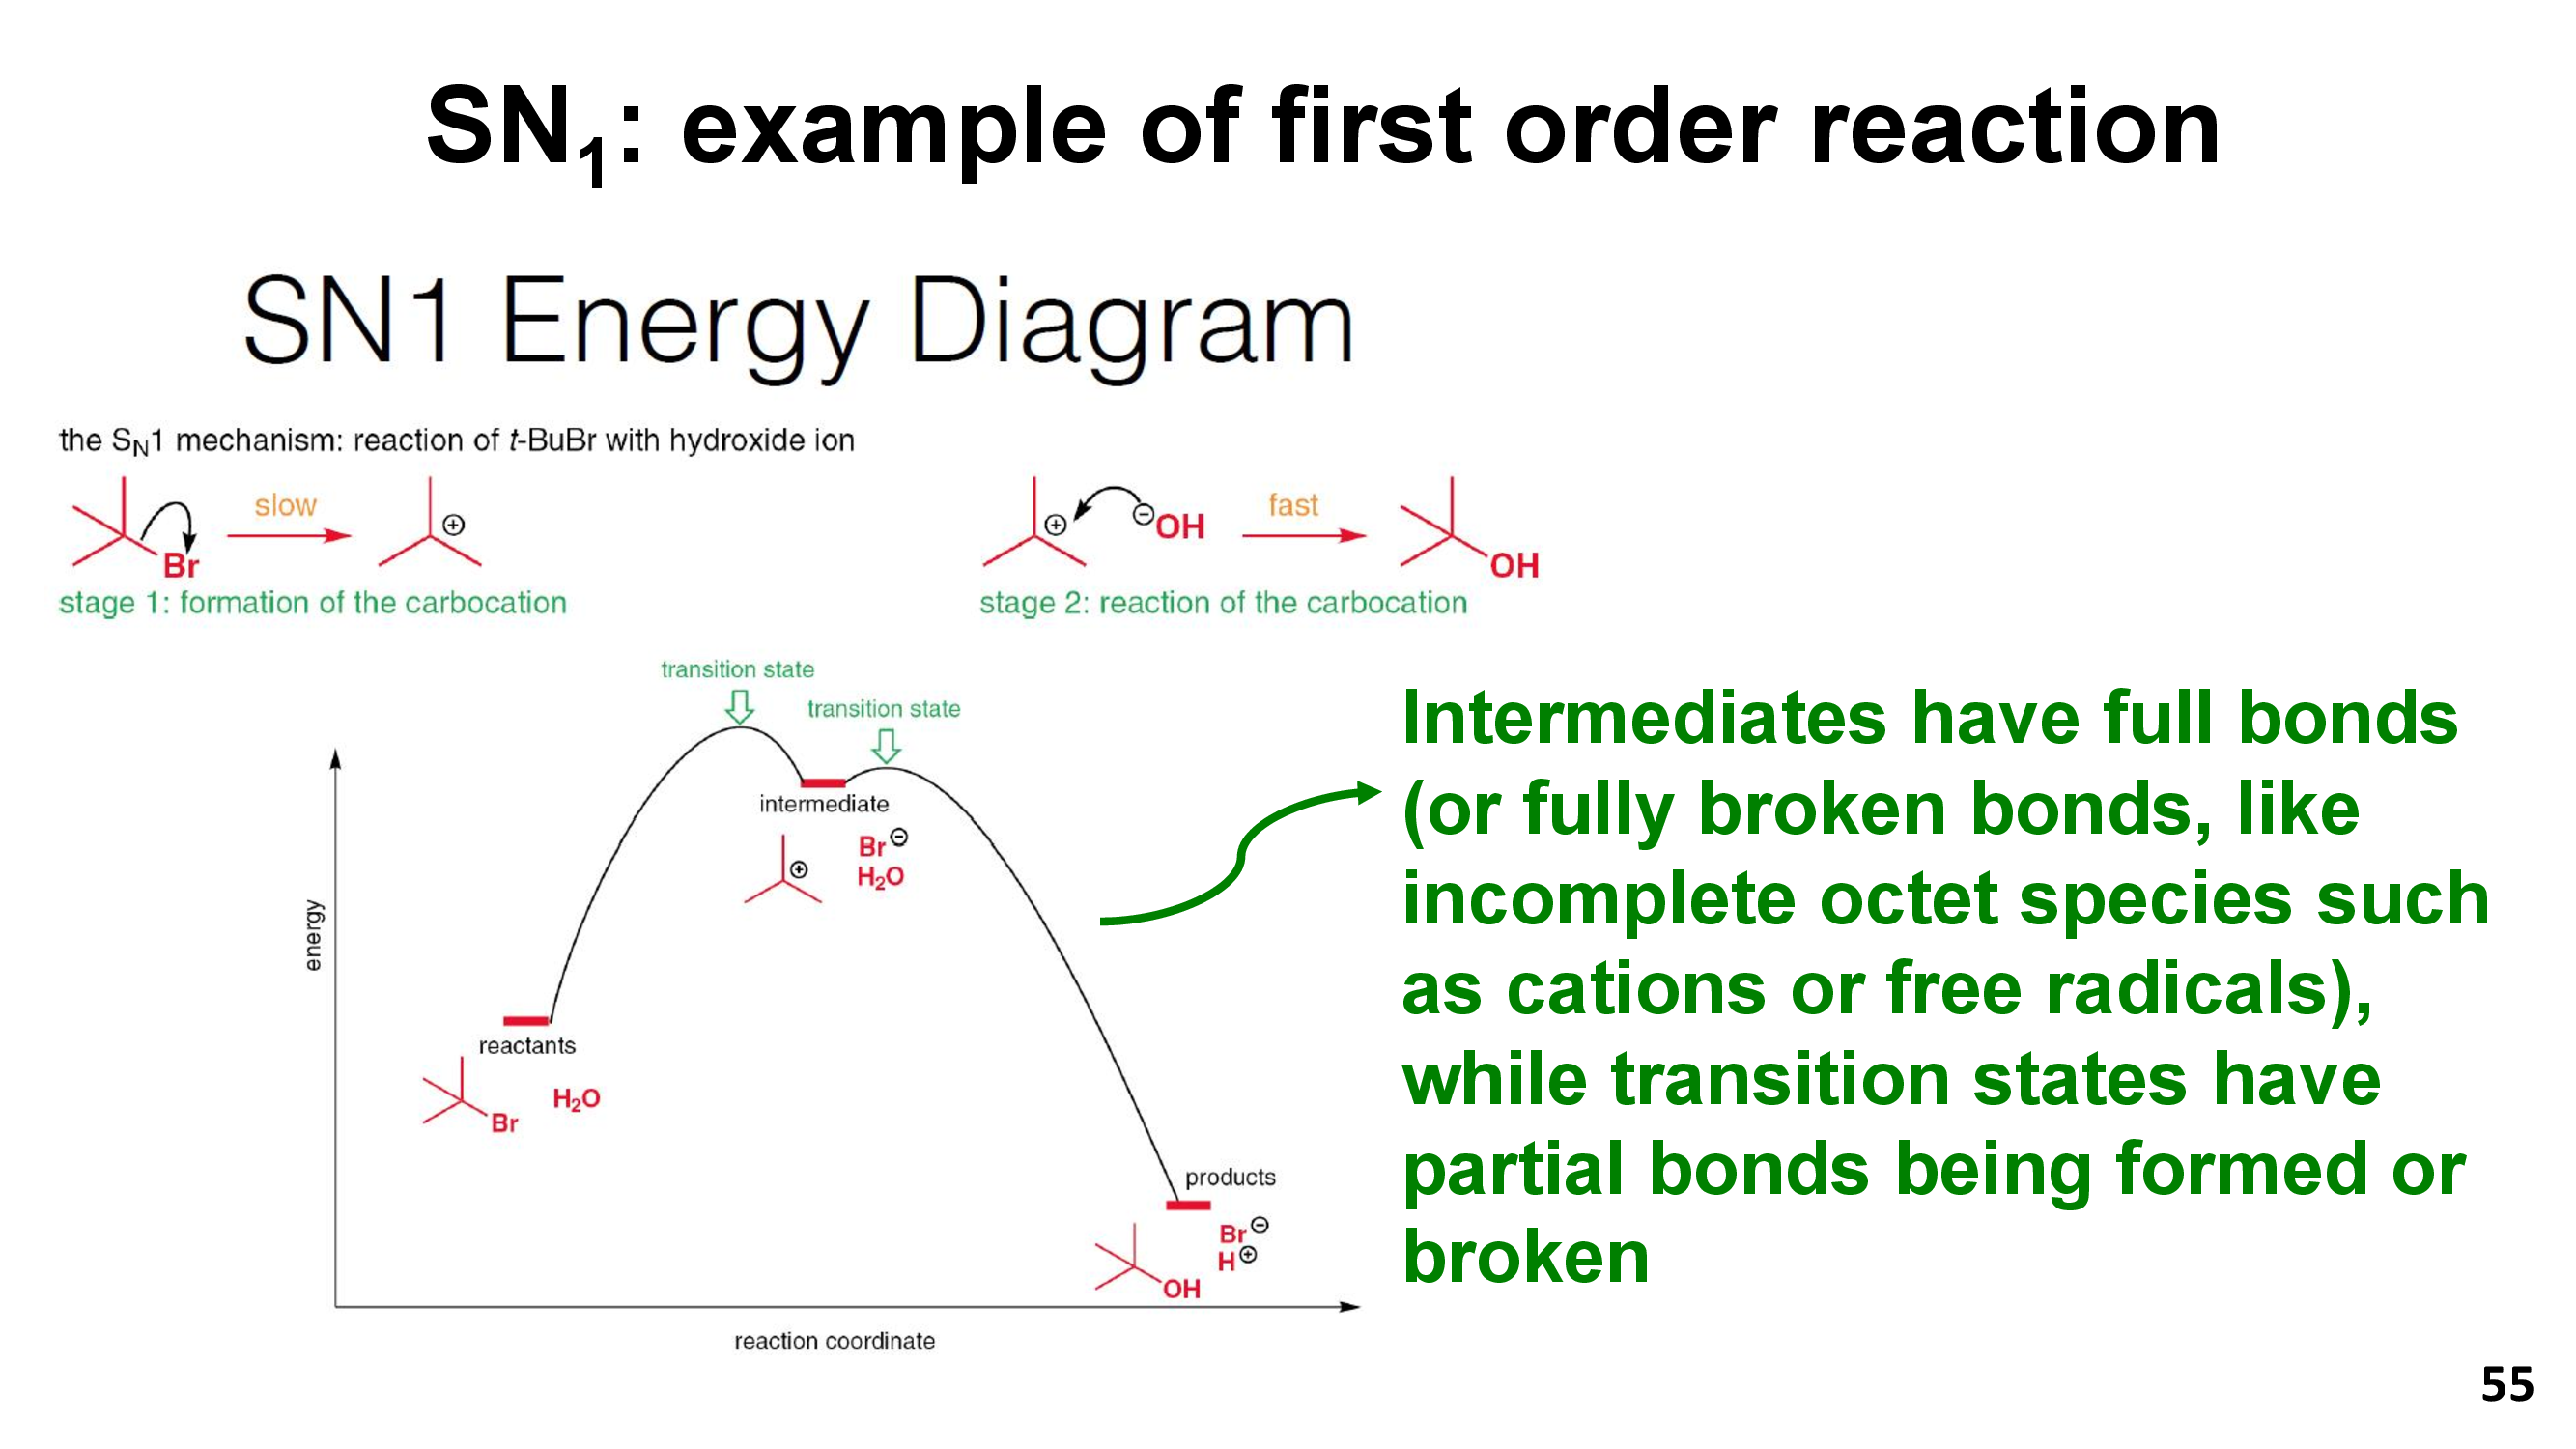 SN₁: example of first order reaction
SN1 Energy Diagram
the SN1 mechanism: reaction of t-BuBr with hydroxide ion
slow
⊕
Br
stage 1: formation of the carbocation
⊕
⊖OH
fast
OH
stage 2: reaction of the carbocation
transition state
transition state
intermediate
⊕
Br⊖
H₂O
energy
reactants
Br
H₂O
products
Br⊖
H⊕
OH
reaction coordinate
Intermediates have full bonds
(or fully broken bonds, like
incomplete octet species such
as cations or free radicals),
while transition states have
partial bonds being formed or
broken
55